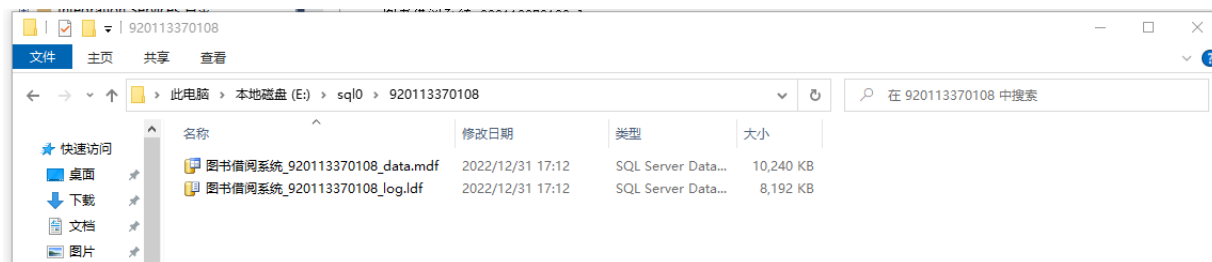 920113370108
文件 主页 共享 查看
此电脑 › 本地磁盘 (E:) › sql0 › 920113370108
在 920113370108 中搜索
名称 修改日期 类型 大小
快速访问
图书借阅系统_920113370108_data.mdf 2022/12/31 17:12 SQL Server Data... 10,240 KB
桌面
图书借阅系统_920113370108_log.ldf 2022/12/31 17:12 SQL Server Data... 8,192 KB
下载
文档
图片